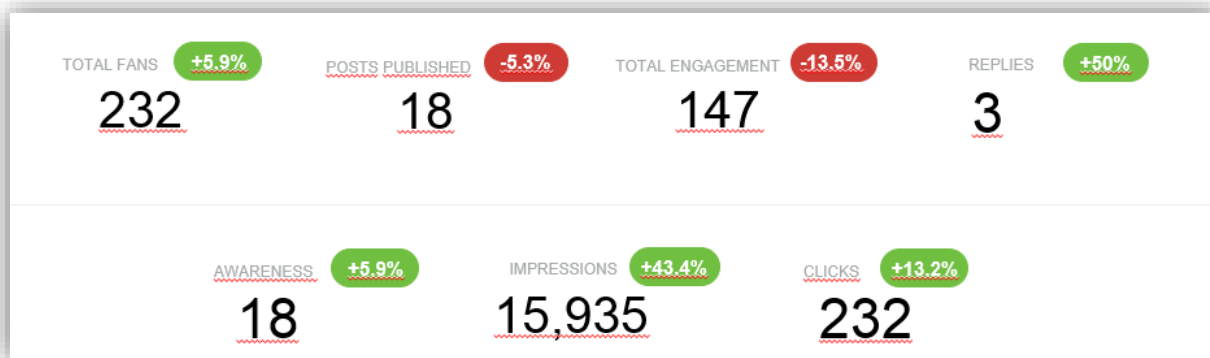 TOTAL FANS +5.9% POSTS PUBLISHED -5.3% TOTAL ENGAGEMENT -13.5% REPLIES +50%
232 18 147 3
AWARENESS +5.9% IMPRESSIONS +43.4% CLICKS +13.2%
18 15,935 232